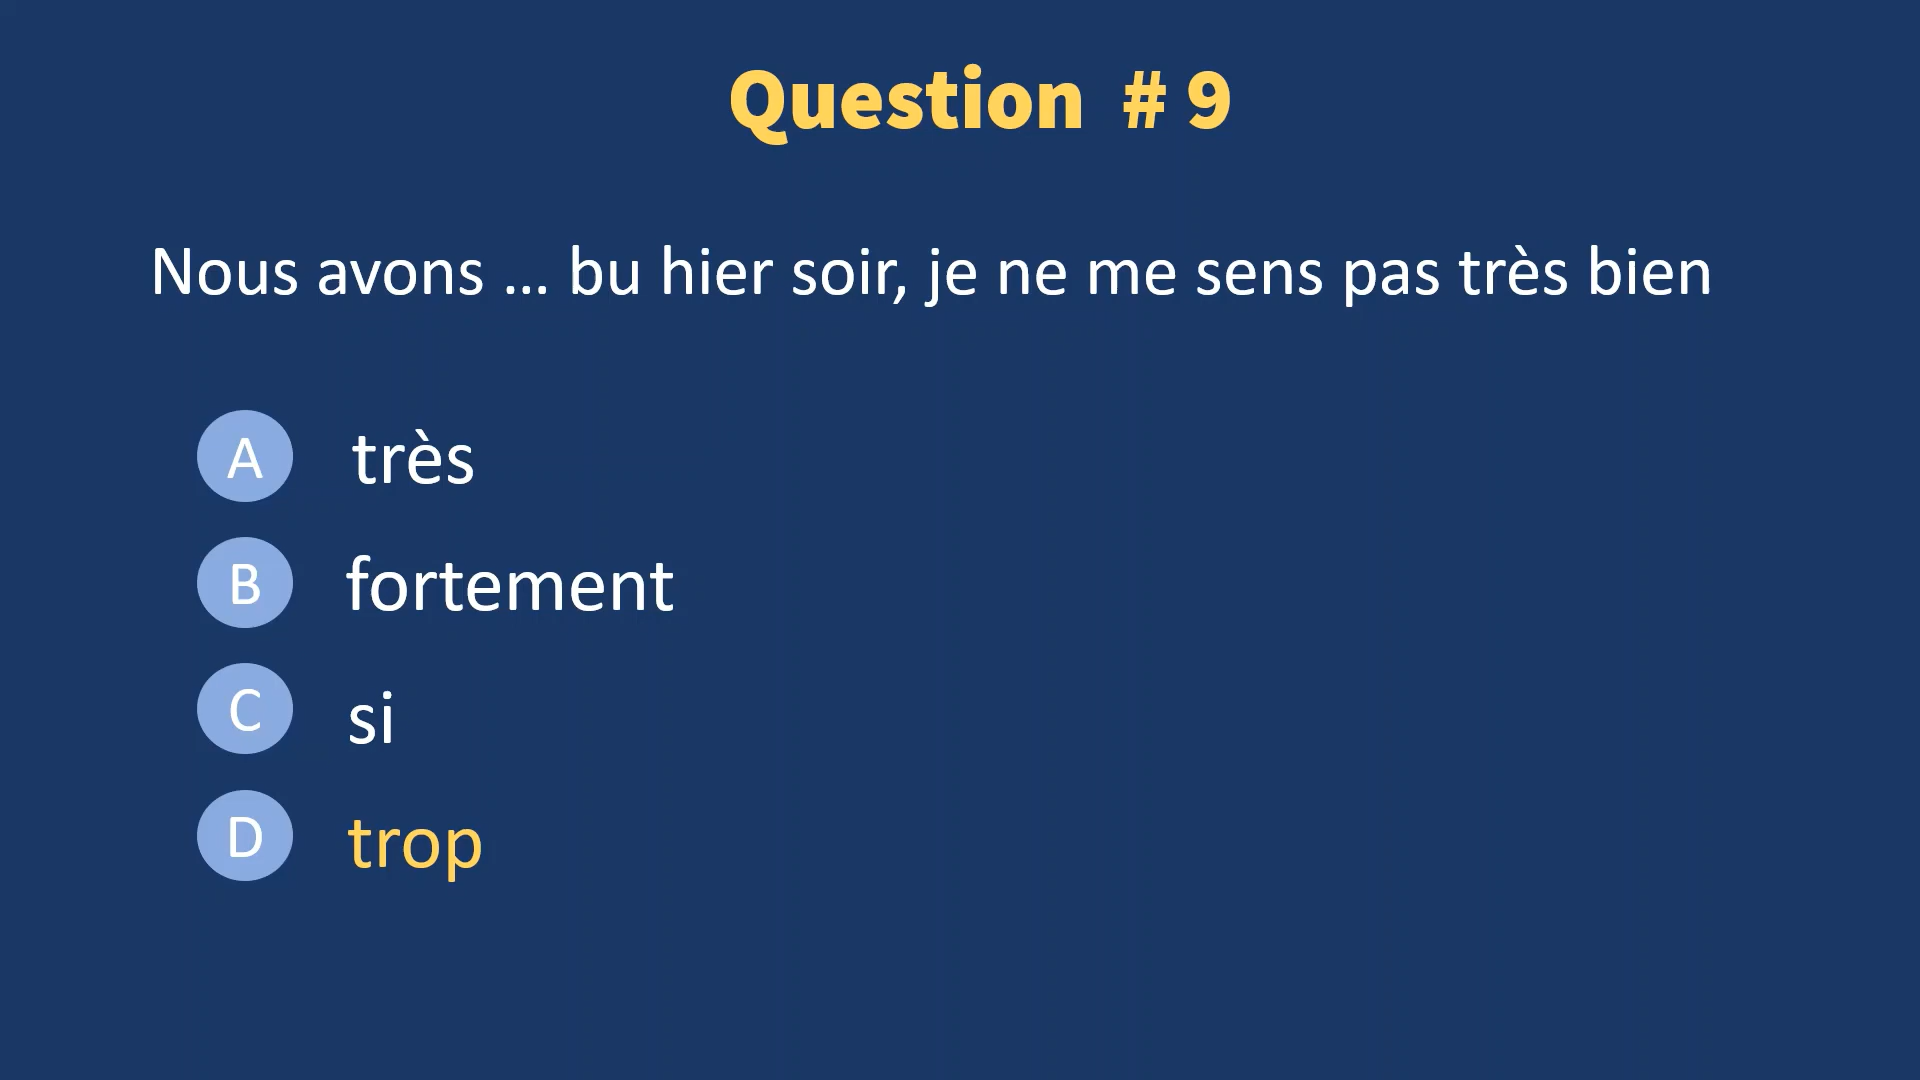 Question # 9
Nous avons ... bu hier soir, je ne me sens pas très bien
A très
B fortement
C si
D trop